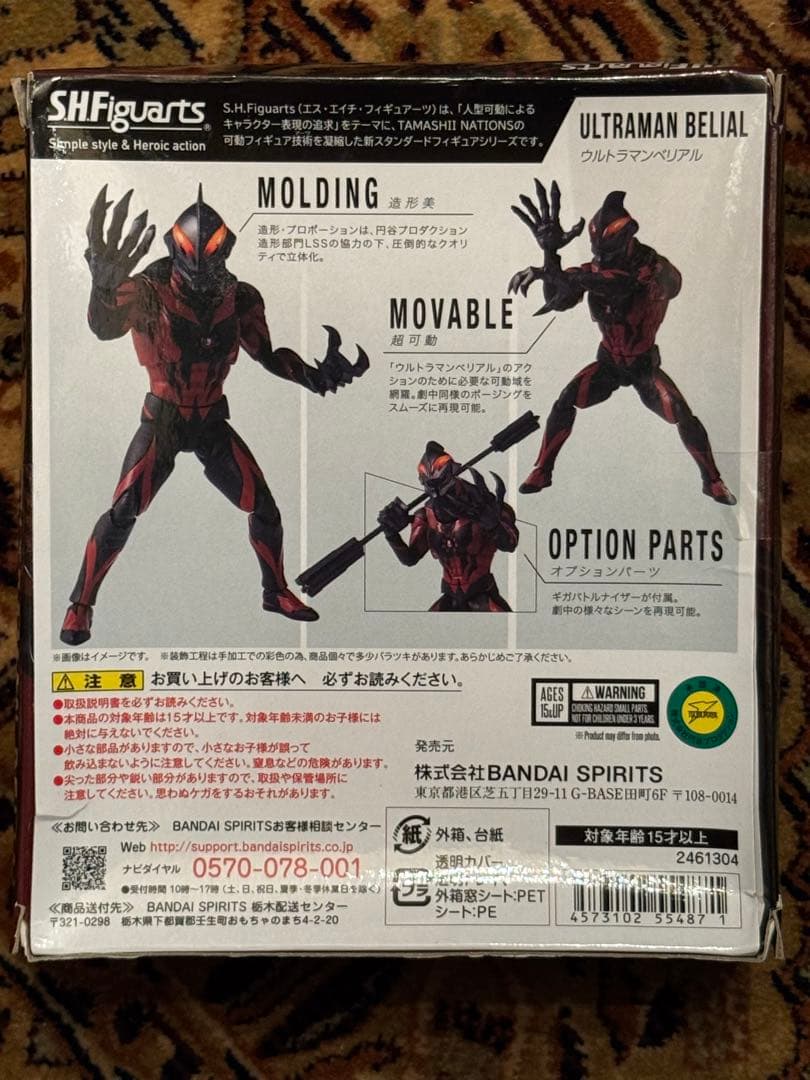 S.H.Figuarts
S.H.Figuarts®
Simple style & Heroic action
S.H.Figuarts(エス・エイチ・フィギュアーツ)は、「人型可動による
キャラクター表現の追求」をテーマに、TAMASHII NATIONSの
可動フィギュア技術を凝縮した新スタンダードフィギュアシリーズです。
ULTRAMAN BELIAL
ウルトラマンベリアル
MOLDING 造形美
造形・プロポーションは、円谷プロダクション
造形部門LSSの協力の下、圧倒的なクオリ
ティで立体化。
MOVABLE
超可動
「ウルトラマンベリアル」のアク
ションのために必要な可動域を
網羅。劇中同様のポージングを
スムーズに再現可能。
OPTION PARTS
オプションパーツ
ギガバトルナイザーが付属。
劇中の様々なシーンを再現可能。
※画像はイメージです。 ※装飾工程は手加工での彩色の為、商品個々で多少バラツキがあります。あらかじめご了承ください。
注意 お買い上げのお客様へ 必ずお読みください。
●取扱説明書を必ずお読みください。
●本商品の対象年齢は15才以上です。対象年齢未満のお子様には
絶対に与えないでください。
●小さな部品がありますので、小さなお子様が誤って
飲み込まないように注意してください。窒息などの危険があります。
●尖った部分や鋭い部分がありますので、取扱や保管場所に
注意してください。思わぬケガをするおそれがあります。
AGES
15&UP
WARNING
CHOKING HAZARD SMALL PARTS.
NOT FOR CHILDREN UNDER 3 YEARS.
※Product may differ from photo.
発売元
株式会社BANDAI SPIRITS
東京都港区芝五丁目29-11 G-BASE田町6F 〒108-0014
≪お問い合わせ先≫ BANDAI SPIRITSお客様相談センター
Web http://support.bandaispirits.co.jp
ナビダイヤル 0570-078-001
●受付時間 10時~17時(土、日、祝日、夏季・冬季休業日を除く)
≪商品送付先≫ BANDAI SPIRITS 栃木配送センター
〒321-0298 栃木県下都賀郡壬生町おもちゃのまち4-2-20
紙 外箱、台紙
透明カバー
プラ
外箱窓シート:PET
シート:PE
対象年齢15才以上
2461304
4573102 55487 1